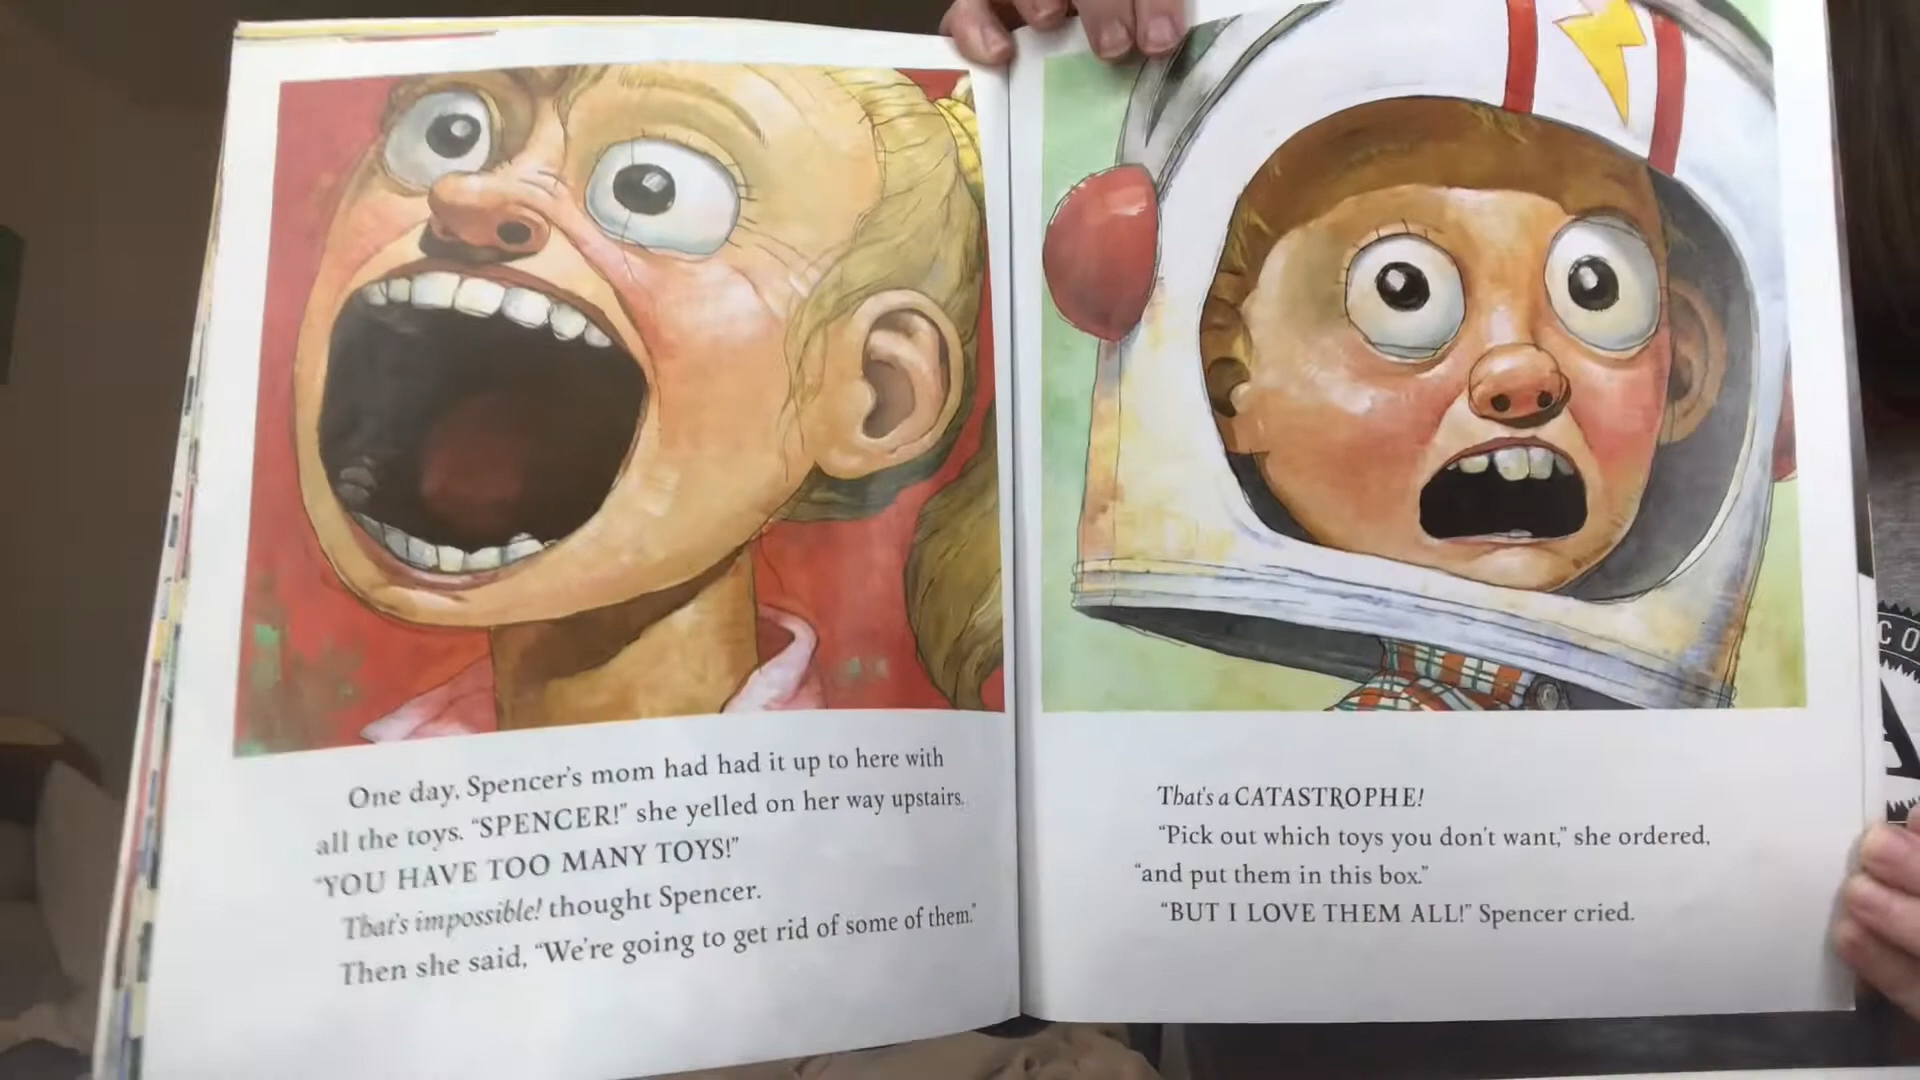 One day, Spencer's mom had had it up to here with
all the toys. “SPENCER!” she yelled on her way upstairs.
“YOU HAVE TOO MANY TOYS!”
That's impossible! thought Spencer.
Then she said, “We're going to get rid of some of them.”
That's a CATASTROPHE!
“Pick out which toys you don't want,” she ordered,
“and put them in this box.”
“BUT I LOVE THEM ALL!” Spencer cried.
CO
A